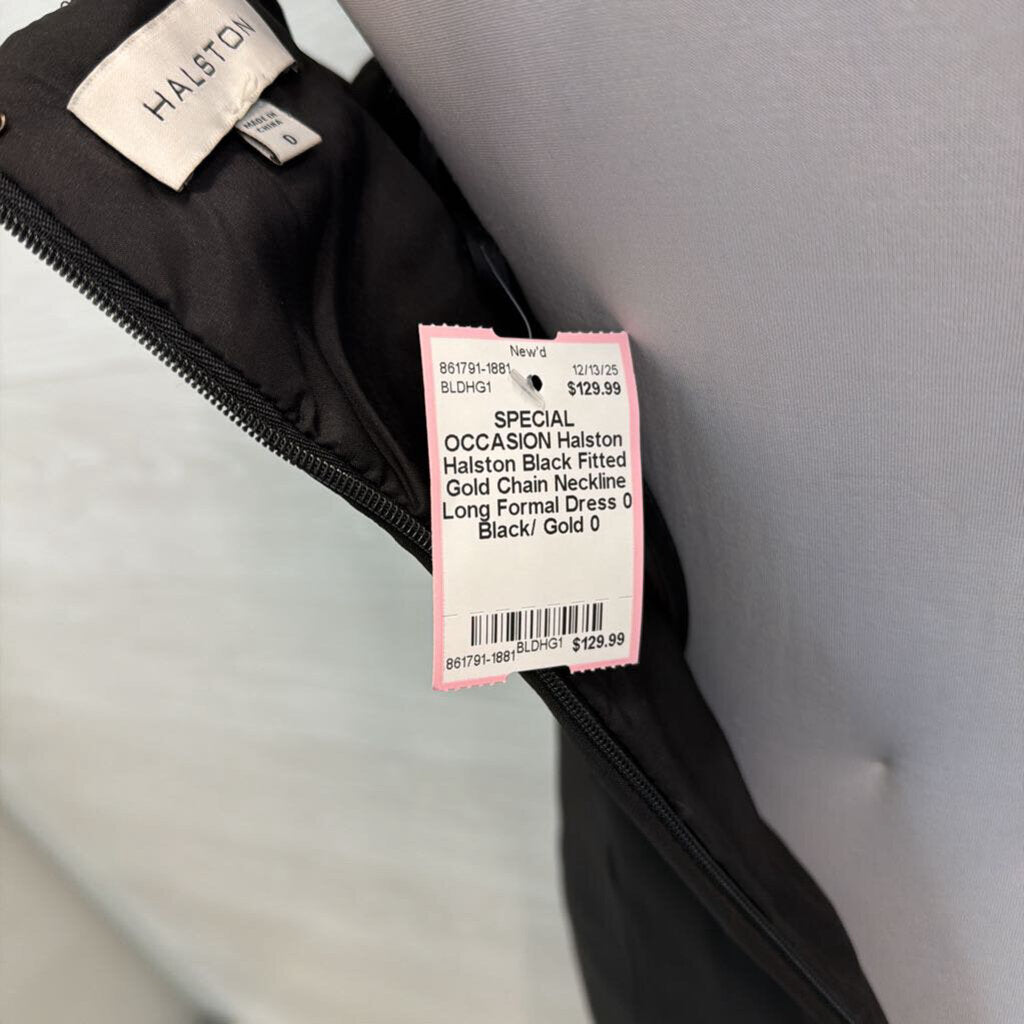 HALSTON
MADE IN
CHINA
0
New'd
861791-1881 12/13/25
BLDHG1 $129.99
SPECIAL
OCCASION Halston
Halston Black Fitted
Gold Chain Neckline
Long Formal Dress 0
Black/ Gold 0
861791-1881 BLDHG1 $129.99